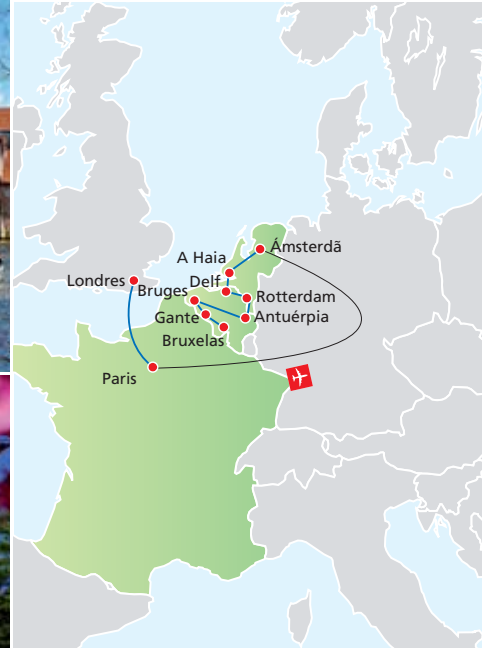 Ámsterdã
A Haia
Delf
Londres
Bruges
Rotterdam
Gante
Antuérpia
Bruxelas
Paris